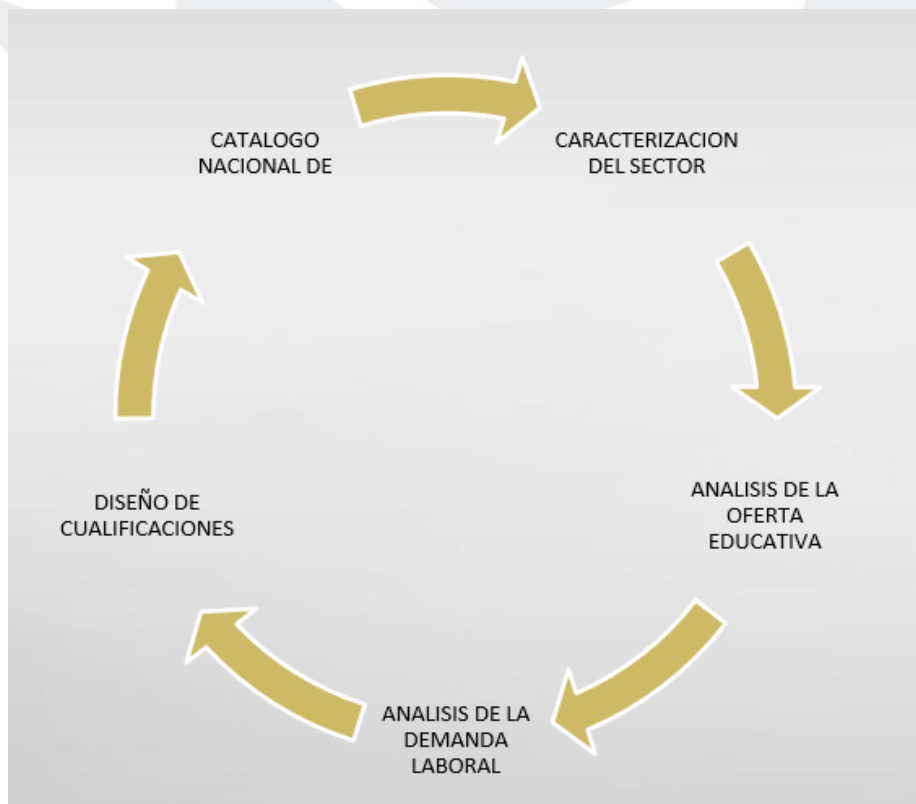 CATALOGO
NACIONAL DE
CARACTERIZACION
DEL SECTOR
ANALISIS DE LA
OFERTA
EDUCATIVA
ANALISIS DE LA
DEMANDA
LABORAL
DISEÑO DE
CUALIFICACIONES